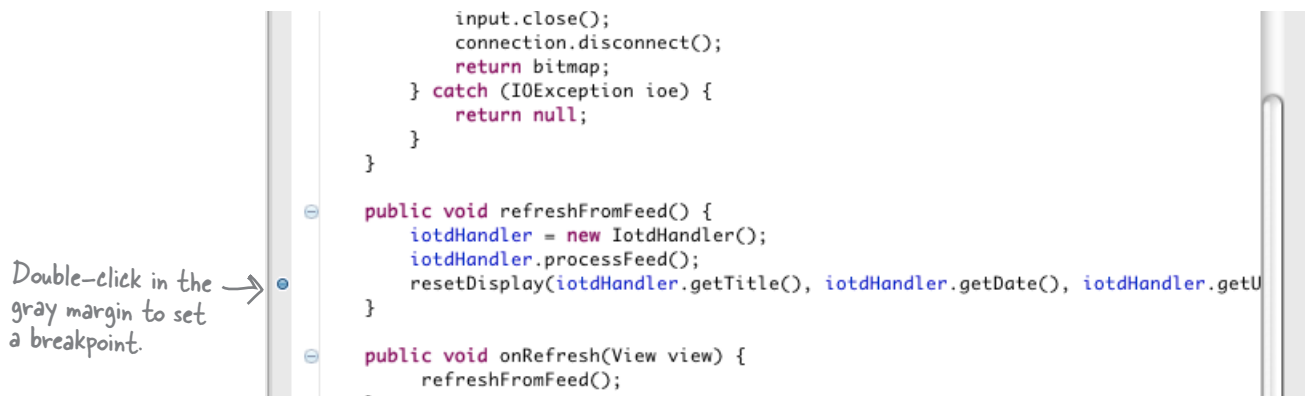 input.close();
connection.disconnect();
return bitmap;
} catch (IOException ioe) {
return null;
}
}
public void refreshFromFeed() {
iotdHandler = new IotdHandler();
iotdHandler.processFeed();
resetDisplay(iotdHandler.getTitle(), iotdHandler.getDate(), iotdHandler.getU
}
public void onRefresh(View view) {
refreshFromFeed();
Double-click in the
gray margin to set
a breakpoint.